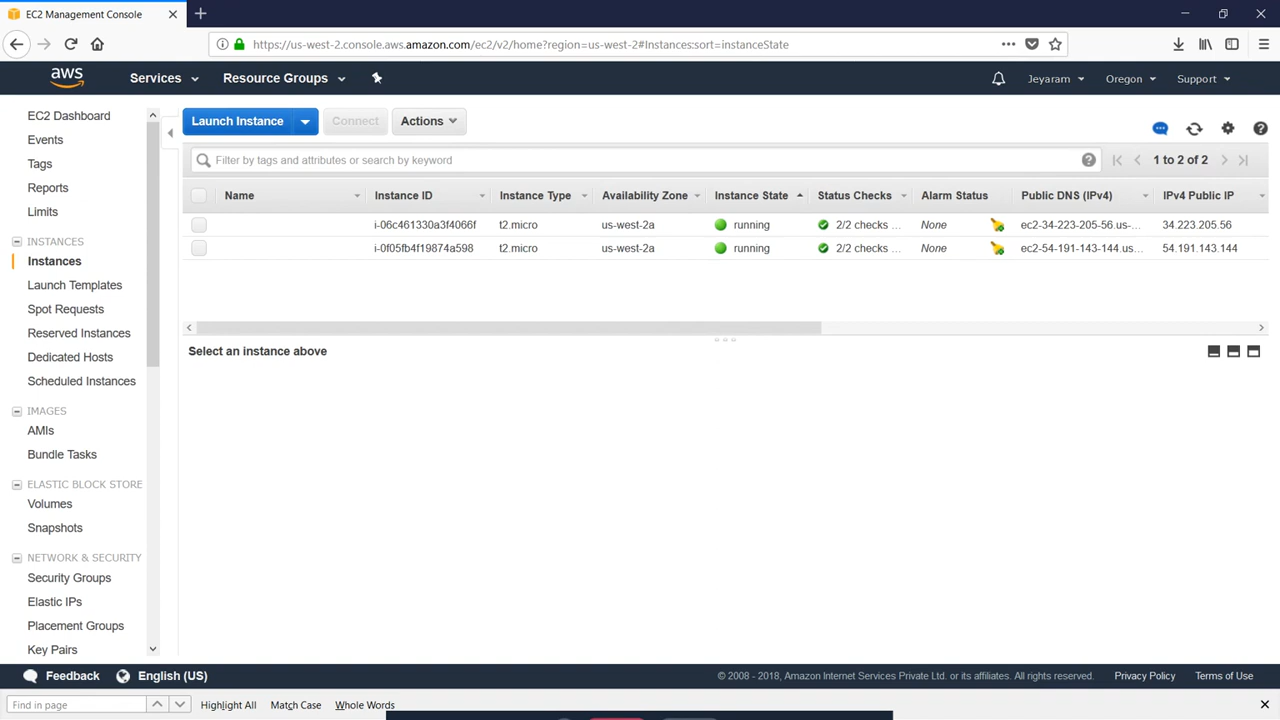 EC2 Management Console
https://us-west-2.console.aws.amazon.com/ec2/v2/home?region=us-west-2#Instances:sort=instanceState
aws Services Resource Groups Jeyaram Oregon Support
EC2 Dashboard
Events
Tags
Reports
Limits
INSTANCES
Instances
Launch Templates
Spot Requests
Reserved Instances
Dedicated Hosts
Scheduled Instances
IMAGES
AMIs
Bundle Tasks
ELASTIC BLOCK STORE
Volumes
Snapshots
NETWORK & SECURITY
Security Groups
Elastic IPs
Placement Groups
Key Pairs
Launch Instance Connect Actions
Filter by tags and attributes or search by keyword 1 to 2 of 2
Name Instance ID Instance Type Availability Zone Instance State Status Checks Alarm Status Public DNS (IPv4) IPv4 Public IP
i-06c461330a3f4066f t2.micro us-west-2a running 2/2 checks ... None ec2-34-223-205-56.us-... 34.223.205.56
i-0f05fb4f19874a598 t2.micro us-west-2a running 2/2 checks ... None ec2-54-191-143-144.us... 54.191.143.144
Select an instance above
Feedback English (US) © 2008 - 2018, Amazon Internet Services Private Ltd. or its affiliates. All rights reserved. Privacy Policy Terms of Use
Find in page Highlight All Match Case Whole Words